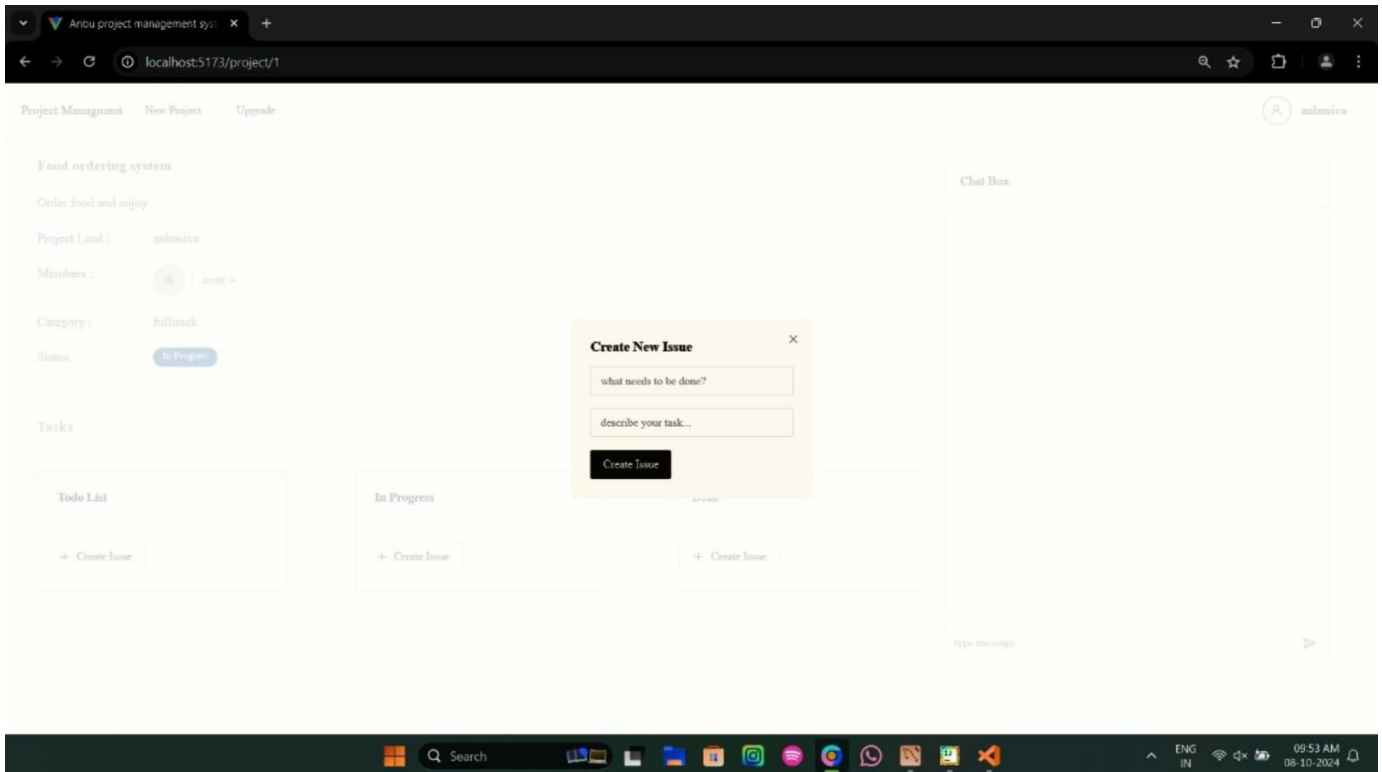 Anbu project management syst
localhost:5173/project/1
Project Managment New Project Upgrade anbusiva
Food ordering system
Order food and enjoy
Project Lead : anbusiva
Members : A invite +
Category : fullstack
Status : In Progress
Chat Box
Create New Issue
what needs to be done?
describe your task...
Create Issue
Tasks
Todo List In Progress Done
+ Create Issue + Create Issue + Create Issue
type message...
Search
ENG 09:53 AM
IN 08-10-2024